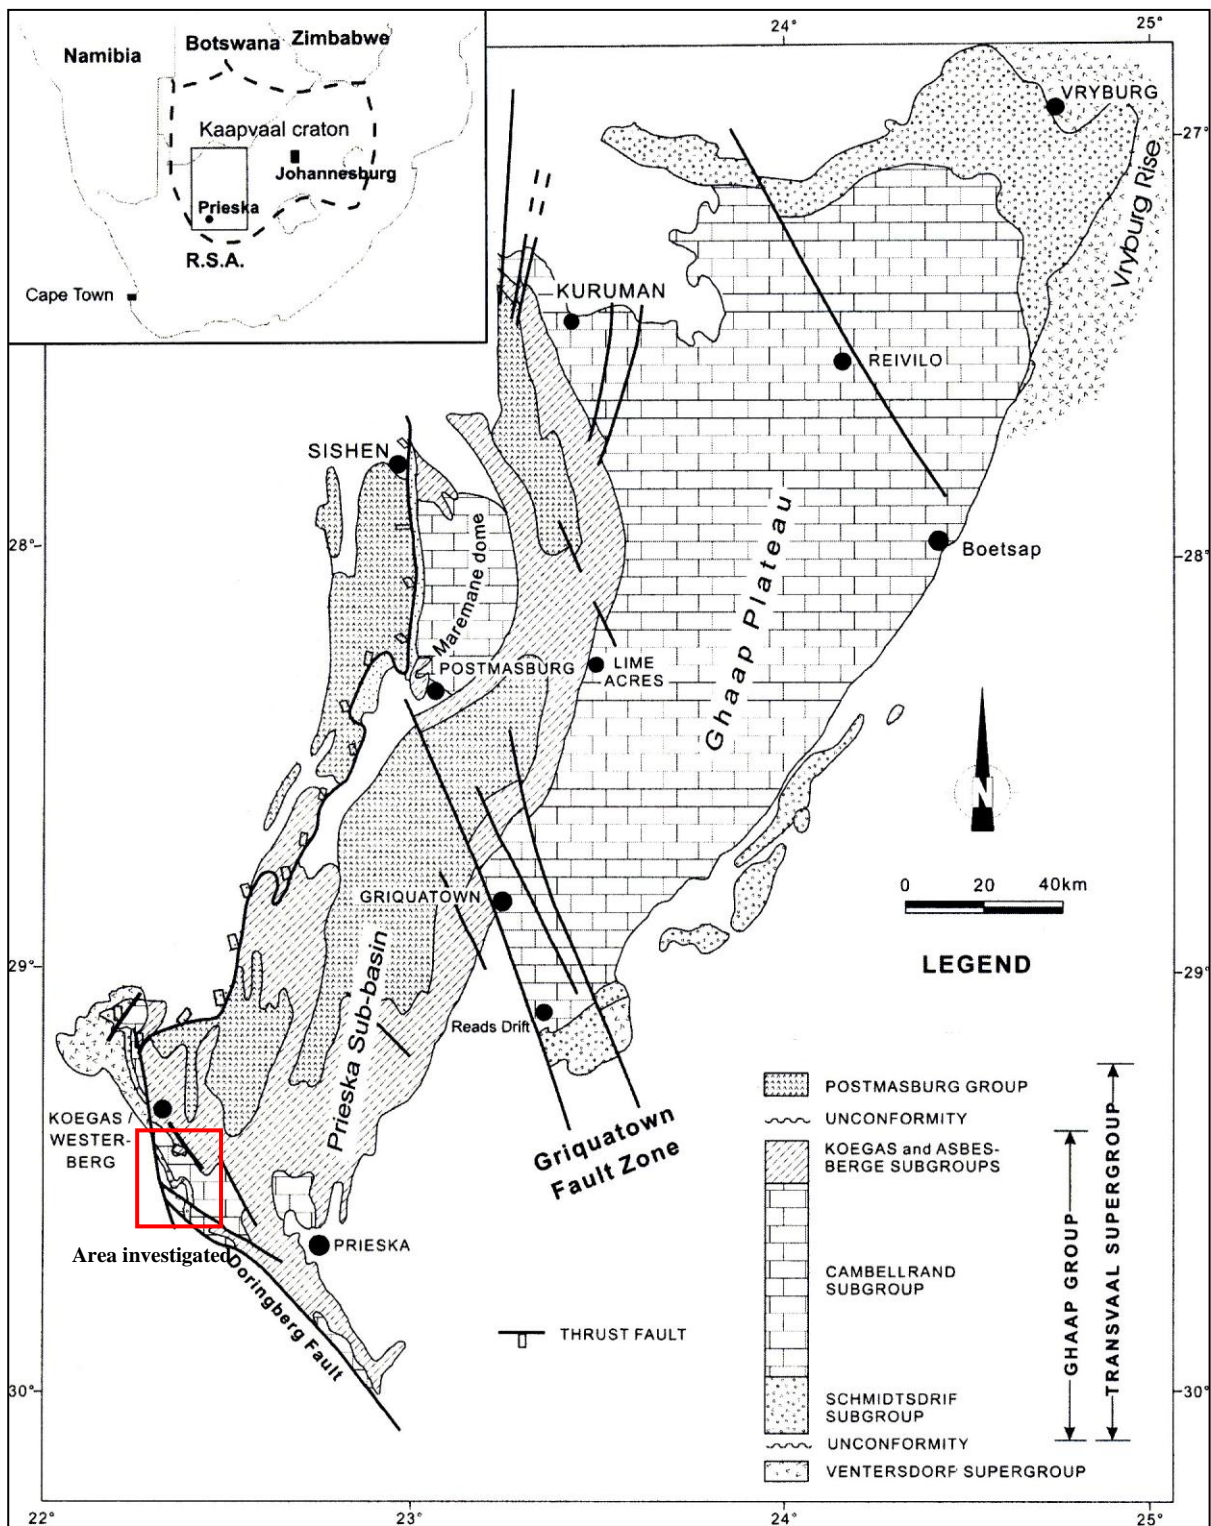 24°
25°
Namibia
Botswana
Zimbabwe
Kaapvaal craton
Johannesburg
Prieska
R.S.A.
Cape Town
VRYBURG
27°
Vryburg Rise
KURUMAN
REIVILO
SISHEN
28°
Maremane dome
Ghaap Plateau
Boetsap
28°
POSTMASBURG
LIME
ACRES
N
GRIQUATOWN
0 20 40km
29°
Prieska Sub-basin
LEGEND
29°
Reads Drift
KOEGAS /
WESTER-
BERG
Griquatown
Fault Zone
POSTMASBURG GROUP
UNCONFORMITY
KOEGAS and ASBES-
BERGE SUBGROUPS
Area investigated
PRIESKA
Doringberg Fault
CAMBELLRAND
SUBGROUP
GHAAP GROUP
TRANSVAAL SUPERGROUP
THRUST FAULT
30°
SCHMIDTSDRIF
SUBGROUP
30°
UNCONFORMITY
VENTERSDORP SUPERGROUP
22°
23°
24°
25°